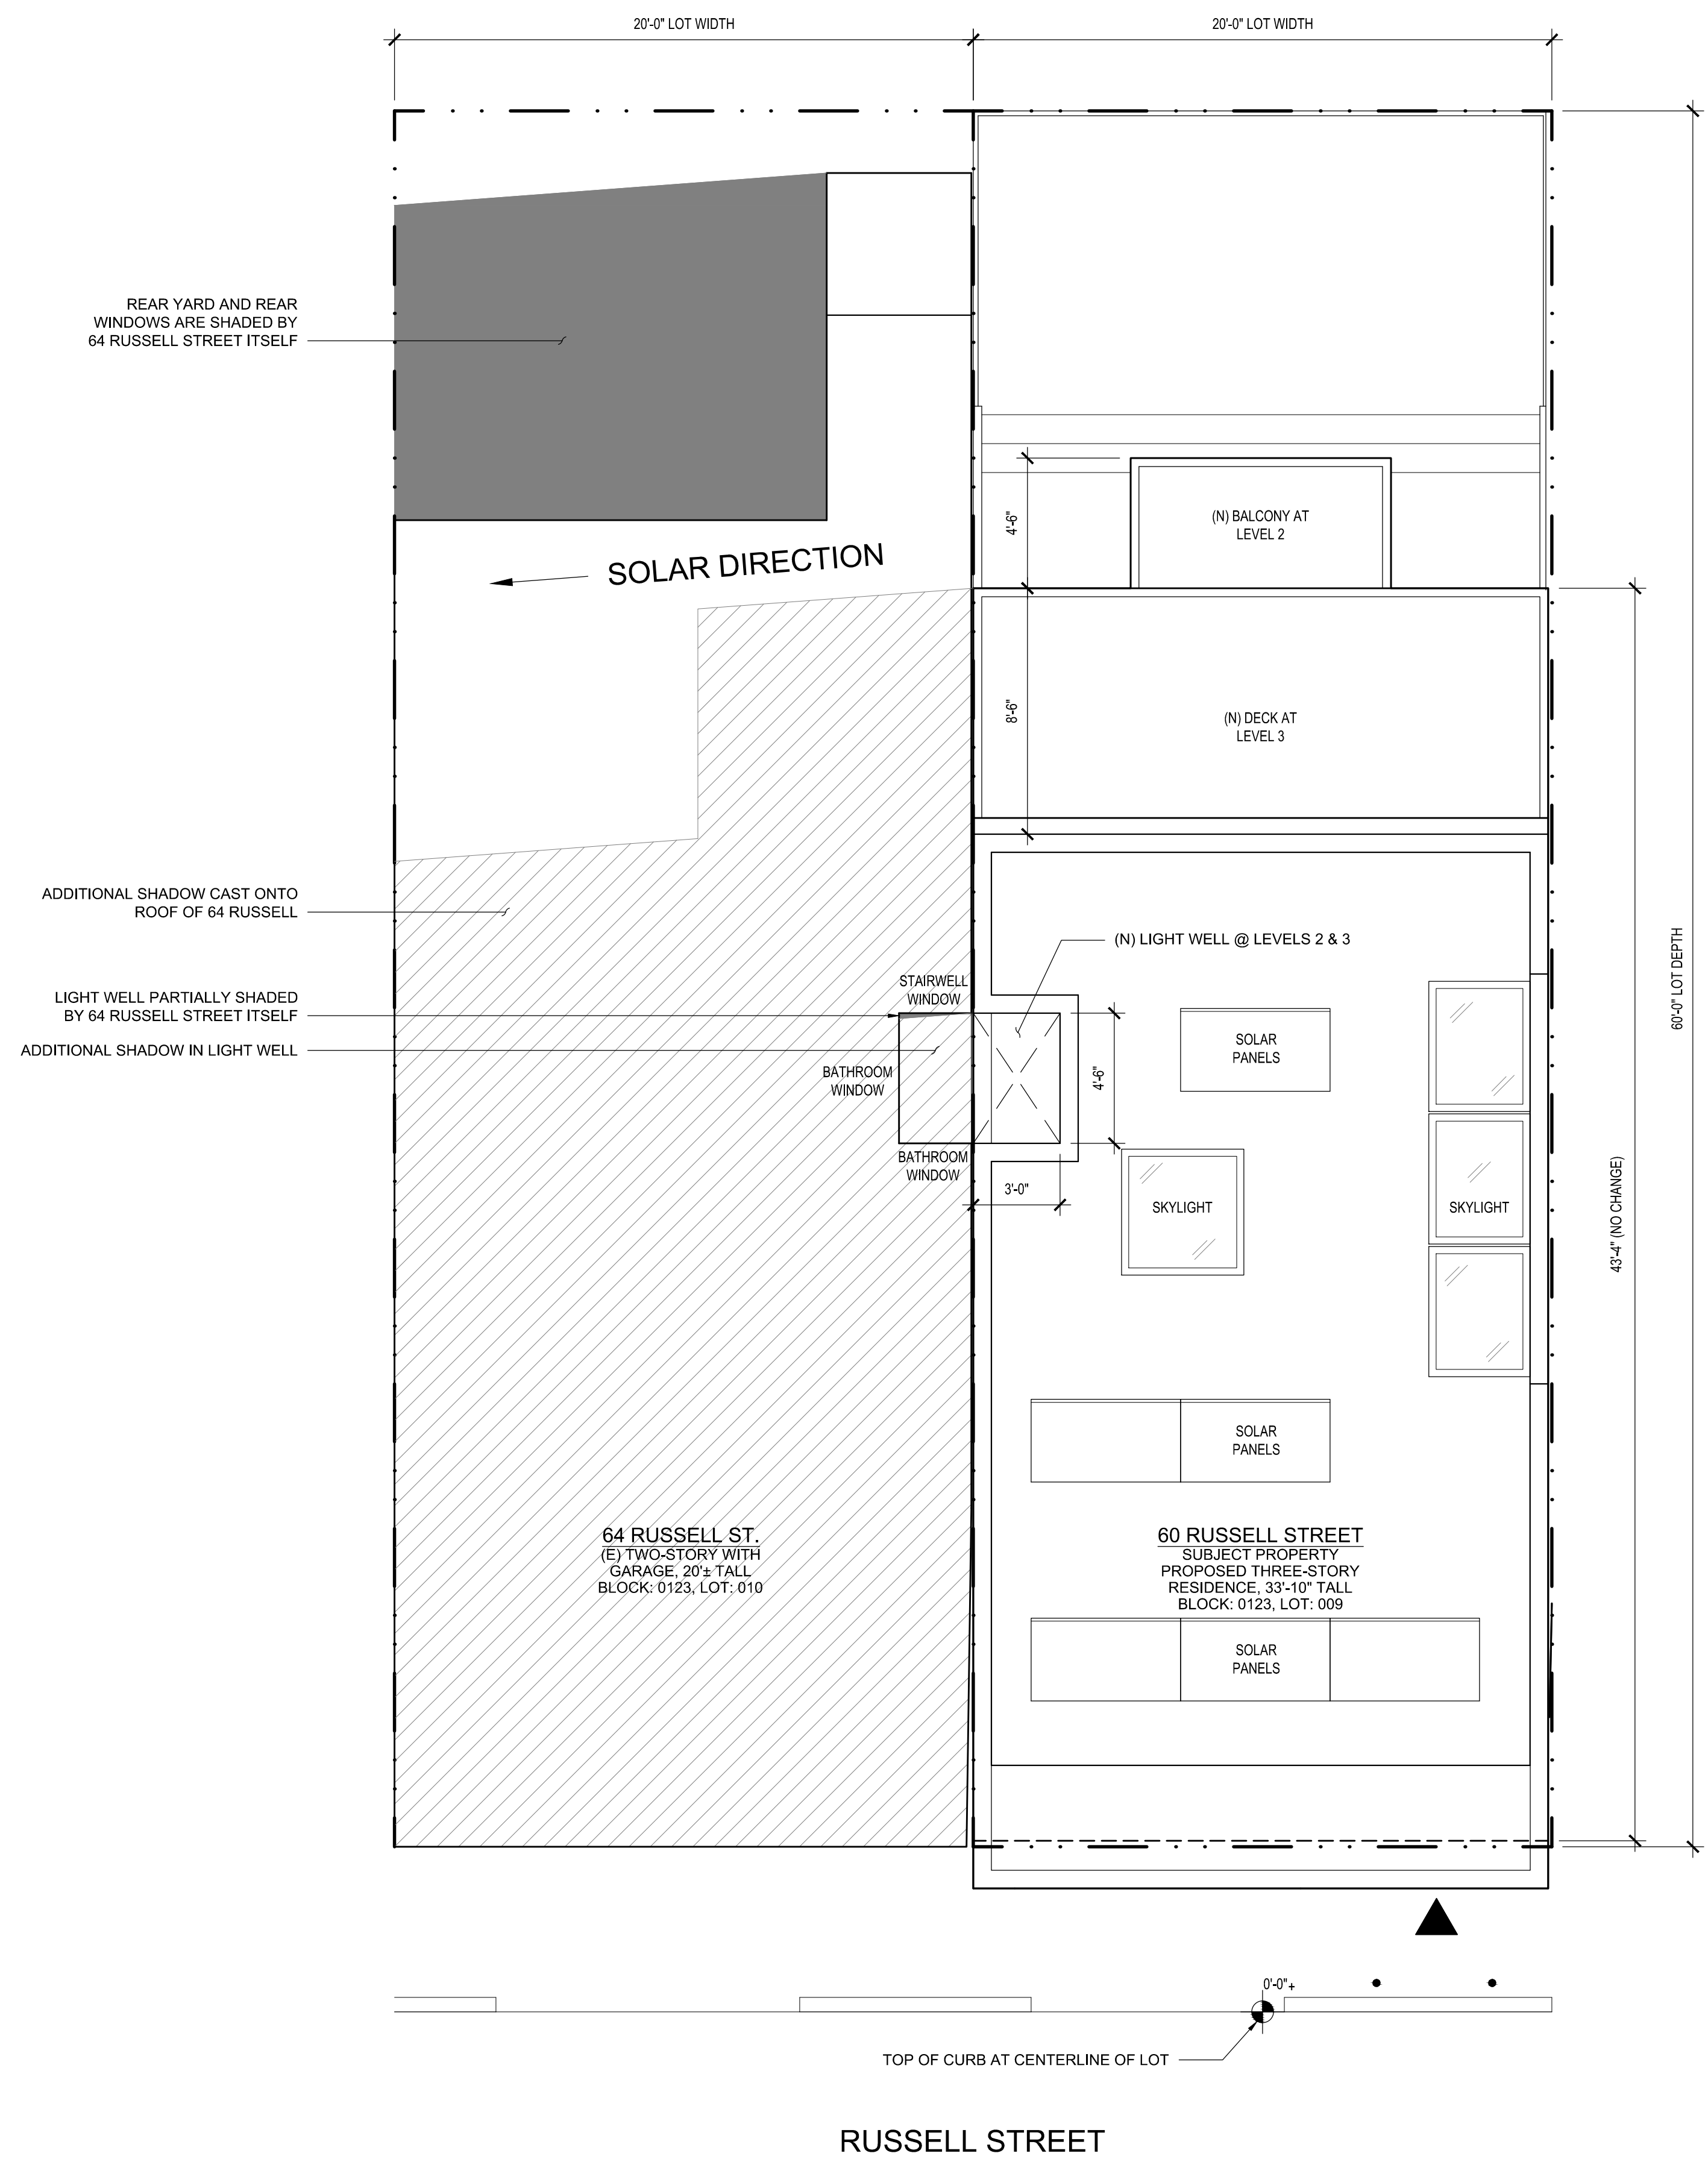 20'-0" LOT WIDTH
20'-0" LOT WIDTH
REAR YARD AND REAR
WINDOWS ARE SHADED BY
64 RUSSELL STREET ITSELF
SOLAR DIRECTION
4'-6"
(N) BALCONY AT
LEVEL 2
8'-6"
(N) DECK AT
LEVEL 3
ADDITIONAL SHADOW CAST ONTO
ROOF OF 64 RUSSELL
(N) LIGHT WELL @ LEVELS 2 & 3
60'-0" LOT DEPTH
STAIRWELL
WINDOW
LIGHT WELL PARTIALLY SHADED
BY 64 RUSSELL STREET ITSELF
ADDITIONAL SHADOW IN LIGHT WELL
SOLAR
PANELS
BATHROOM
WINDOW
4'-6"
BATHROOM
WINDOW
3'-0"
SKYLIGHT
SKYLIGHT
43'-4" (NO CHANGE)
SOLAR
PANELS
64 RUSSELL ST.
(E) TWO-STORY WITH
GARAGE, 20'± TALL
BLOCK: 0123, LOT: 010
60 RUSSELL STREET
SUBJECT PROPERTY
PROPOSED THREE-STORY
RESIDENCE, 33'-10" TALL
BLOCK: 0123, LOT: 009
SOLAR
PANELS
0'-0"+
TOP OF CURB AT CENTERLINE OF LOT
RUSSELL STREET